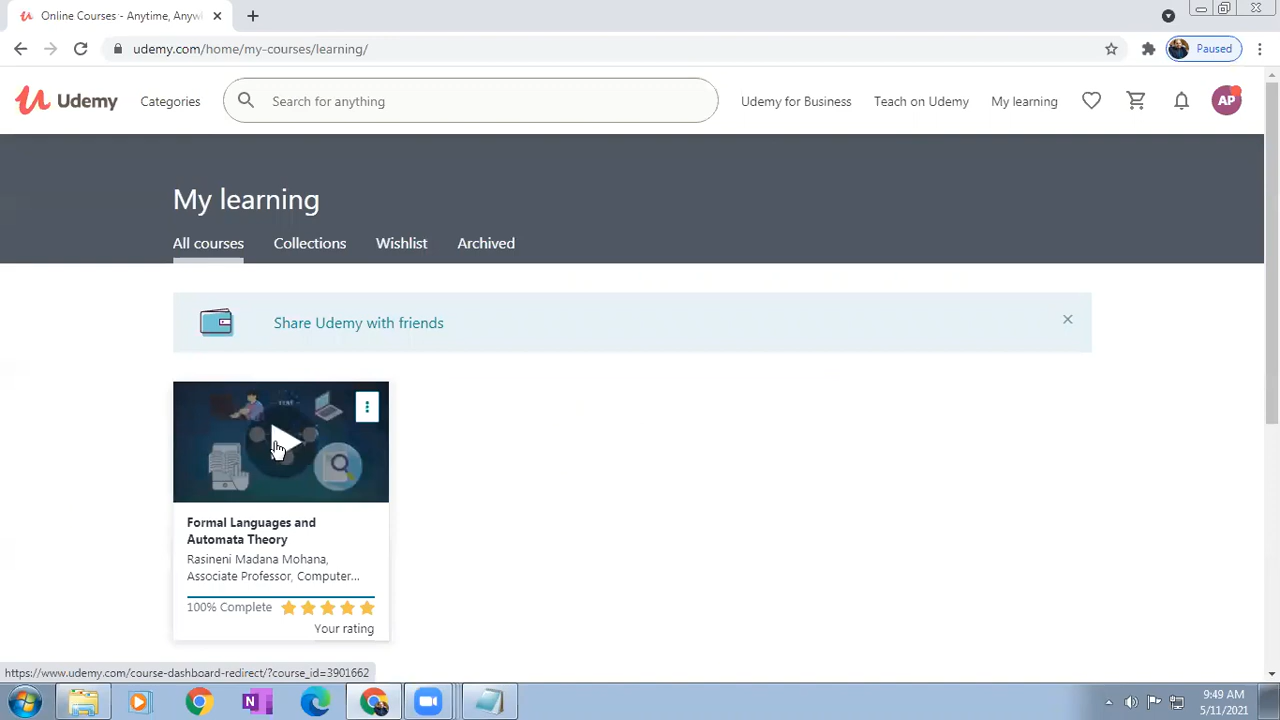 Online Courses - Anytime, Anyw
udemy.com/home/my-courses/learning/
Paused
Udemy
Categories
Search for anything
Udemy for Business
Teach on Udemy
My learning
AP
My learning
All courses
Collections
Wishlist
Archived
Share Udemy with friends
Formal Languages and
Automata Theory
Rasineni Madana Mohana,
Associate Professor, Computer...
100% Complete
Your rating
https://www.udemy.com/course-dashboard-redirect/?course_id=3901662
9:49 AM
5/11/2021